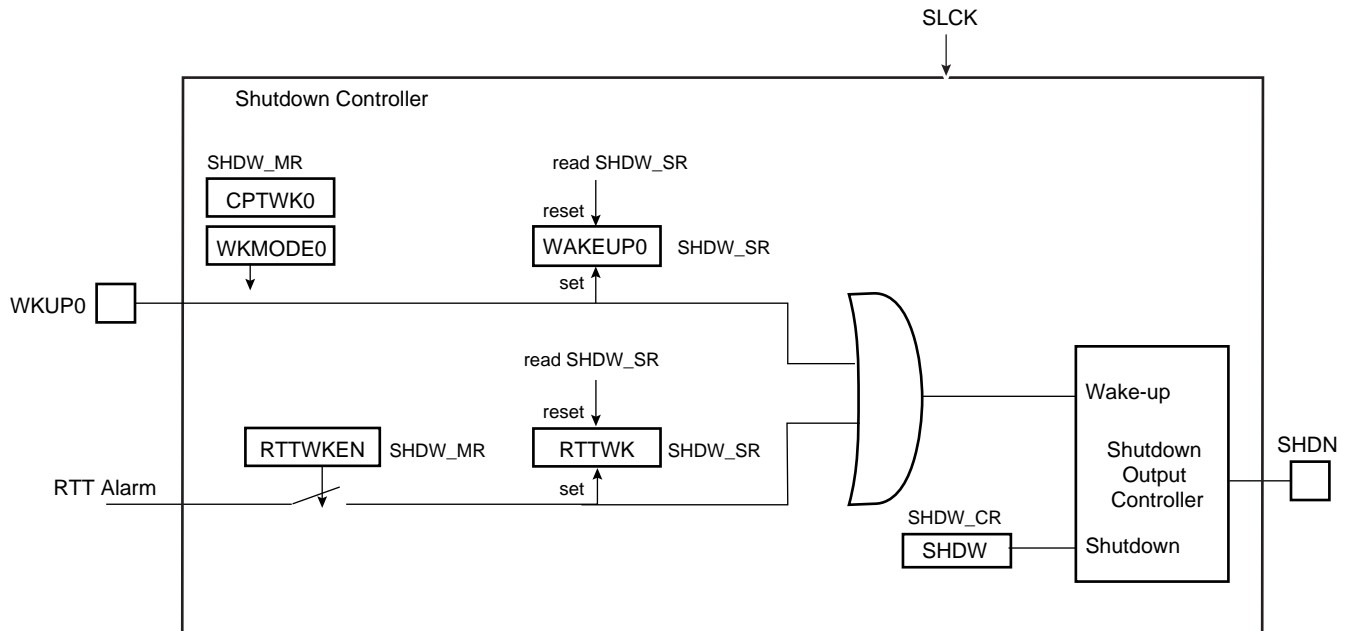 SLCK
Shutdown Controller
SHDW_MR
CPTWK0
WKMODE0
read SHDW_SR
reset
WAKEUP0
SHDW_SR
set
WKUP0
read SHDW_SR
reset
RTTWKEN
SHDW_MR
RTTWK
SHDW_SR
set
RTT Alarm
Wake-up
Shutdown
Output
Controller
SHDN
SHDW_CR
SHDW
Shutdown